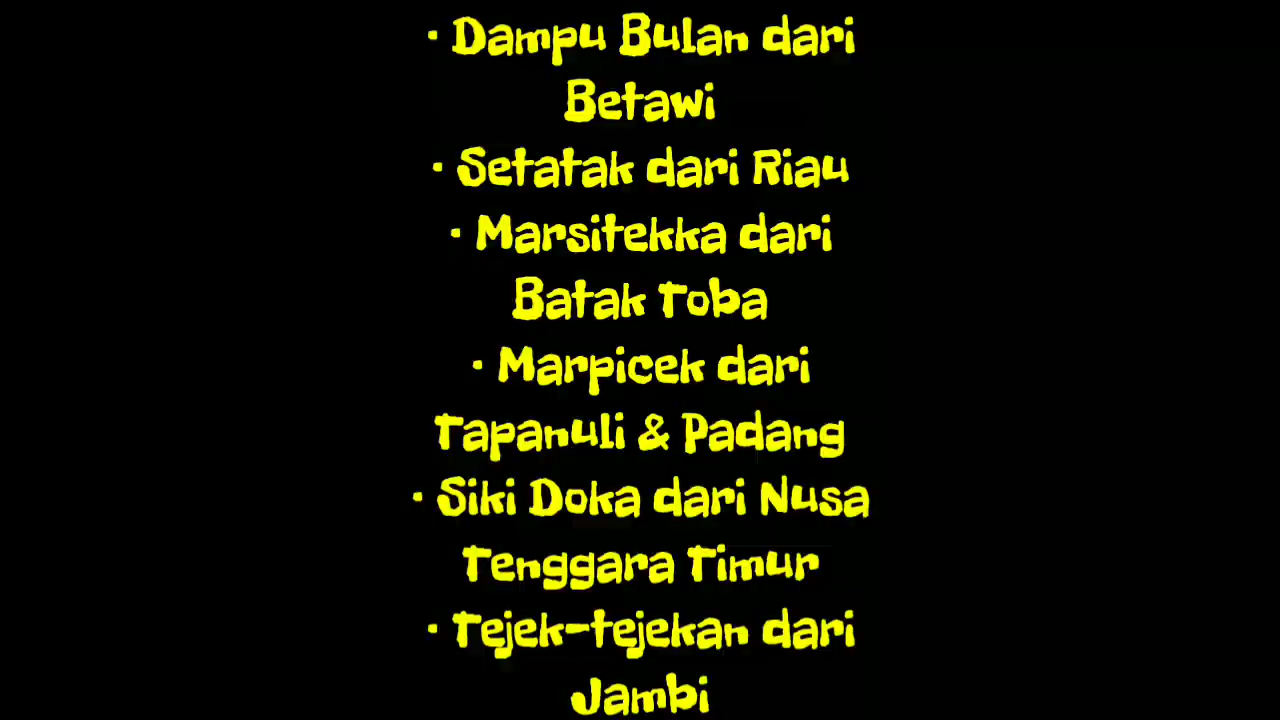 • Dampu Bulan dari
Betawi
• Setatak dari Riau
• Marsitekka dari
Batak Toba
• Marpicek dari
Tapanuli & Padang
• Siki Doka dari Nusa
Tenggara Timur
• Tejek-tejekan dari
Jambi